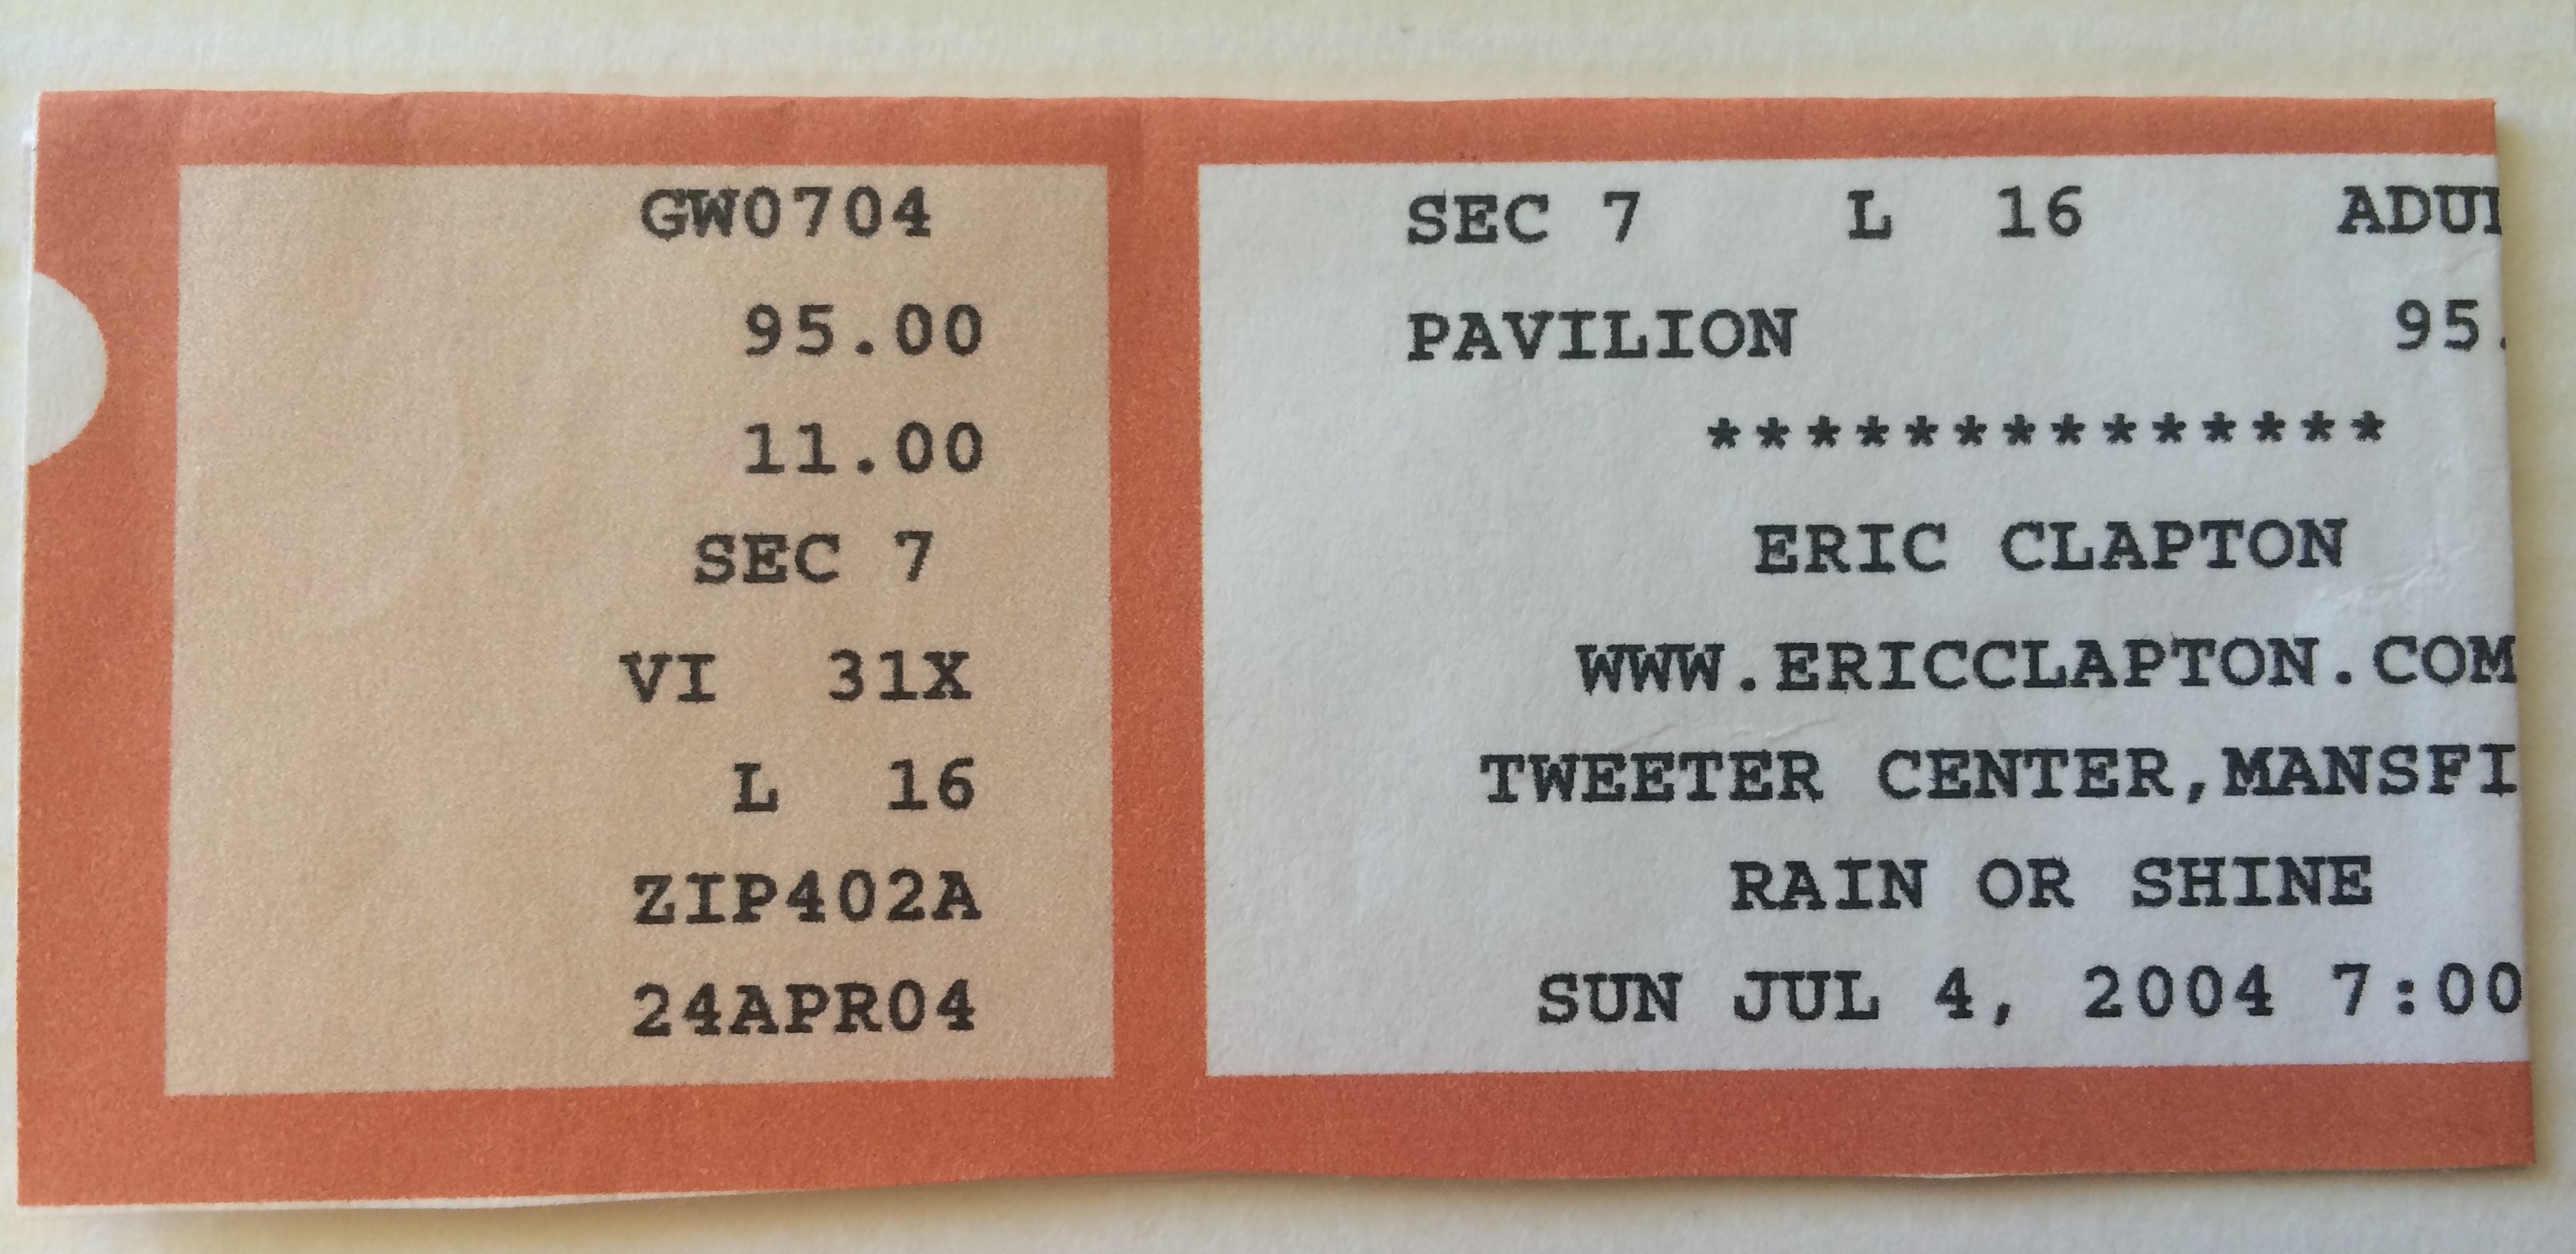 GW0704
95.00
11.00
SEC 7
VI 31X
L 16
ZIP402A
24APR04
SEC 7 L 16 ADUL
PAVILION 95.
**************
ERIC CLAPTON
WWW.ERICCLAPTON.COM
TWEETER CENTER,MANSFI
RAIN OR SHINE
SUN JUL 4, 2004 7:00